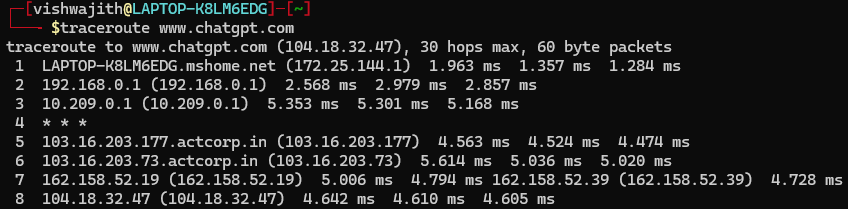 ┌─[vishwajith@LAPTOP-K8LM6EDG]─[~]
└──╼ $traceroute www.chatgpt.com
traceroute to www.chatgpt.com (104.18.32.47), 30 hops max, 60 byte packets
1 LAPTOP-K8LM6EDG.mshome.net (172.25.144.1) 1.963 ms 1.357 ms 1.284 ms
2 192.168.0.1 (192.168.0.1) 2.568 ms 2.979 ms 2.857 ms
3 10.209.0.1 (10.209.0.1) 5.353 ms 5.301 ms 5.168 ms
4 * * *
5 103.16.203.177.actcorp.in (103.16.203.177) 4.563 ms 4.524 ms 4.474 ms
6 103.16.203.73.actcorp.in (103.16.203.73) 5.614 ms 5.036 ms 5.020 ms
7 162.158.52.19 (162.158.52.19) 5.006 ms 4.794 ms 162.158.52.39 (162.158.52.39) 4.728 ms
8 104.18.32.47 (104.18.32.47) 4.642 ms 4.610 ms 4.605 ms